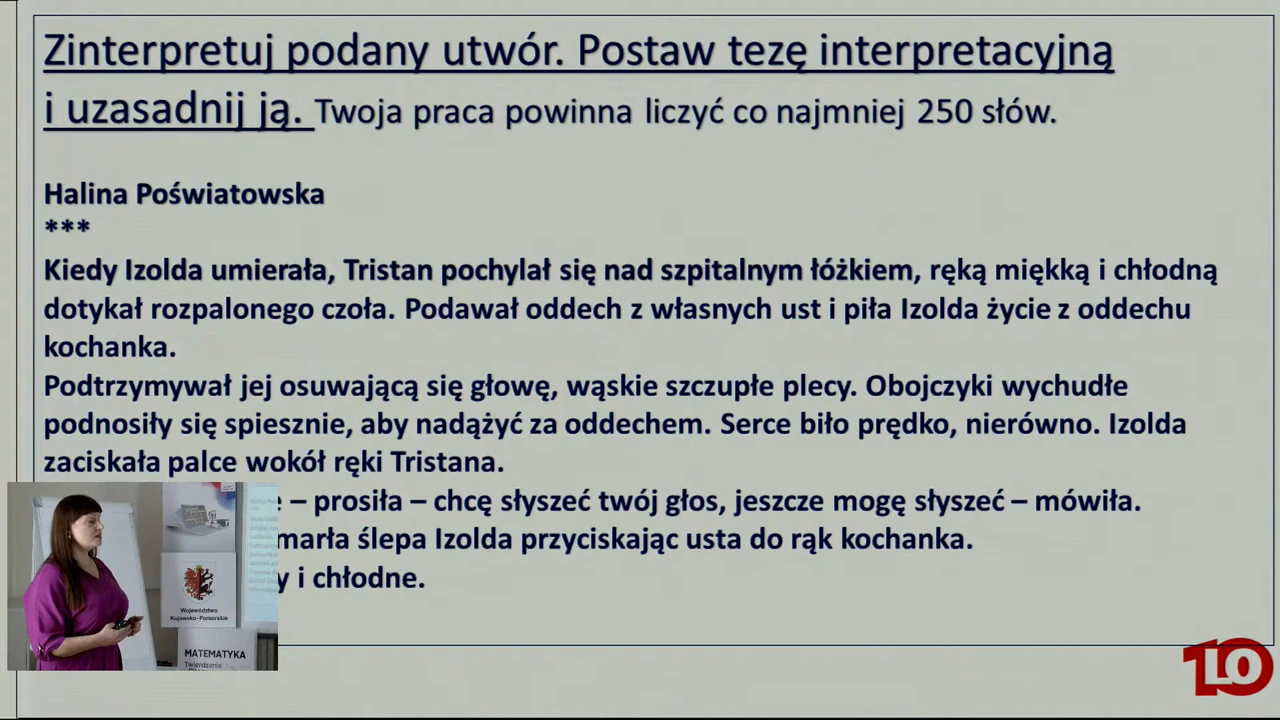 Zinterpretuj podany utwór. Postaw tezę interpretacyjną
i uzasadnij ją. Twoja praca powinna liczyć co najmniej 250 słów.
Halina Poświatowska
***
Kiedy Izolda umierała, Tristan pochylał się nad szpitalnym łóżkiem, ręką miękką i chłodną
dotykał rozpalonego czoła. Podawał oddech z własnych ust i piła Izolda życie z oddechu
kochanka.
Podtrzymywał jej osuwającą się głowę, wąskie szczupłe plecy. Obojczyki wychudłe
podnosiły się spiesznie, aby nadążyć za oddechem. Serce biło prędko, nierówno. Izolda
zaciskała palce wokół ręki Tristana.
– prosiła – chcę słyszeć twój głos, jeszcze mogę słyszeć – mówiła.
marła ślepa Izolda przyciskając usta do rąk kochanka.
y i chłodne.
Województwo
Kujawsko-Pomorskie
MATEMATYKA
Twierdzenie
1LO